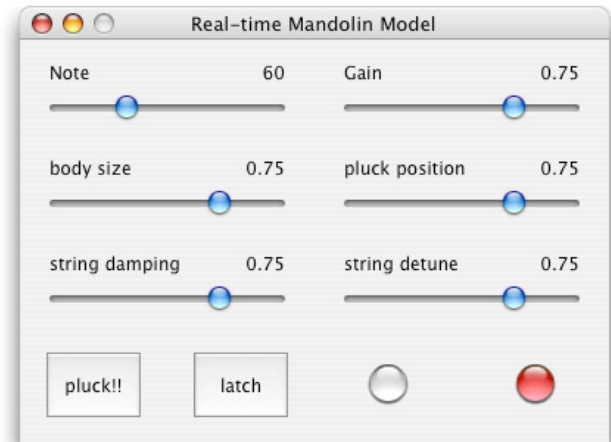 Real-time Mandolin Model
Note 60 Gain 0.75
body size 0.75 pluck position 0.75
string damping 0.75 string detune 0.75
pluck!! latch